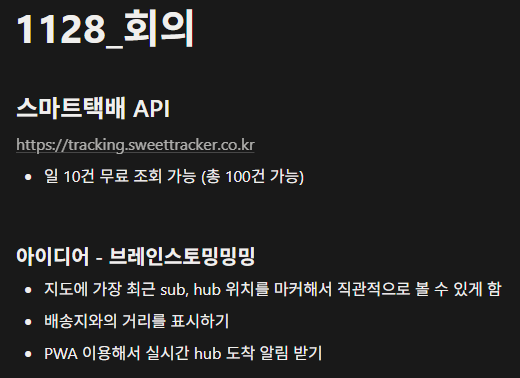 1128_회의
스마트택배 API
https://tracking.sweettracker.co.kr
일 10건 무료 조회 가능 (총 100건 가능)
아이디어 - 브레인스토밍밍밍
지도에 가장 최근 sub, hub 위치를 마커해서 직관적으로 볼 수 있게 함
배송지와의 거리를 표시하기
PWA 이용해서 실시간 hub 도착 알림 받기